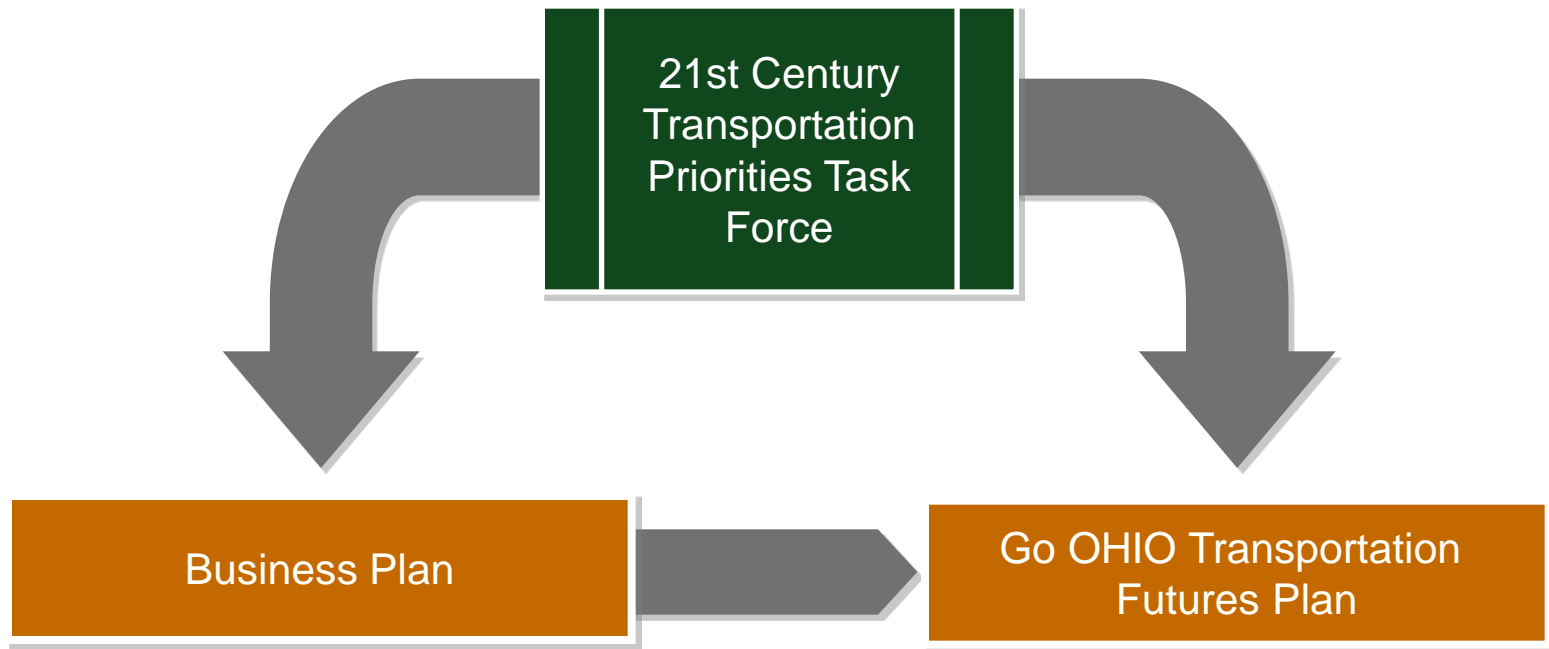 21st Century
Transportation
Priorities Task
Force
Business Plan
Go OHIO Transportation
Futures Plan